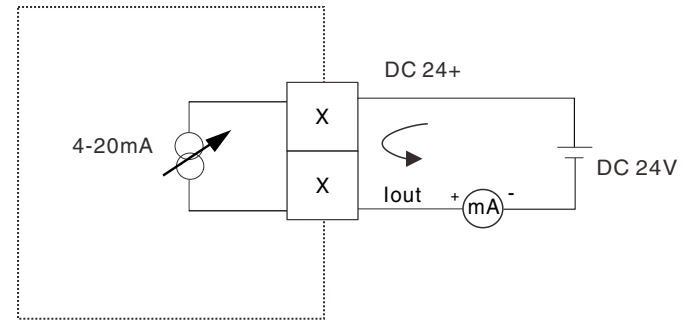 DC 24+
X
4-20mA
DC 24V
X
Iout
+
-
mA